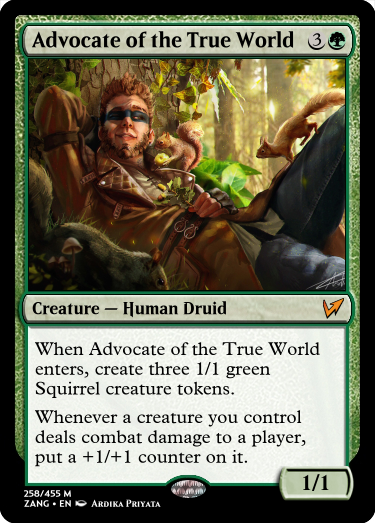 Advocate of the True World 3
Creature — Human Druid
When Advocate of the True World
enters, create three 1/1 green
Squirrel creature tokens.
Whenever a creature you control
deals combat damage to a player,
put a +1/+1 counter on it.
1/1
258/455 M
ZANG • EN Ardika Priyata